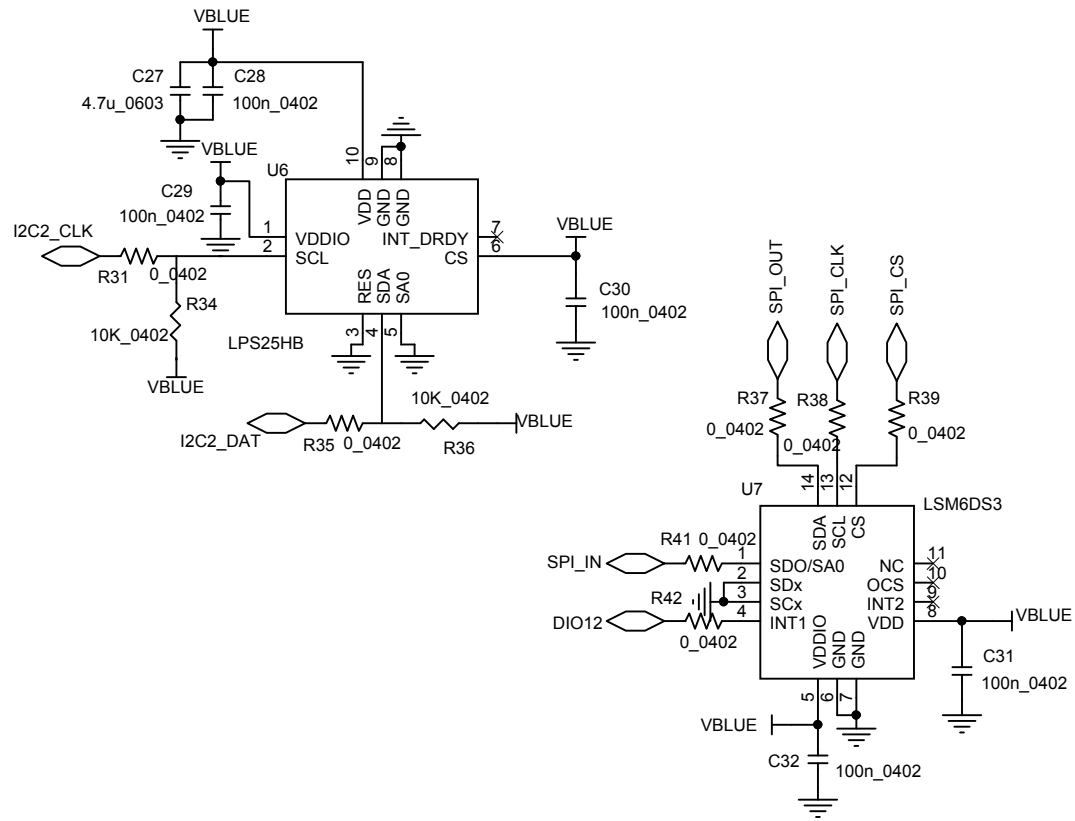 VBLUE
C27
4.7u_0603
C28
100n_0402
VBLUE
C29
100n_0402
U6
10
9
8
VDD
GND
GND
I2C2_CLK
R31
0_0402
1
2
VDDIO
SCL
INT_DRDY
CS
7
6
VBLUE
C30
100n_0402
R34
10K_0402
VBLUE
RES
SDA
SA0
3
4
5
LPS25HB
10K_0402
I2C2_DAT
R35
0_0402
R36
VBLUE
SPI_OUT
SPI_CLK
SPI_CS
R37
0_0402
R38
0_0402
R39
0_0402
U7
14
13
12
LSM6DS3
SDA
SCL
CS
SPI_IN
R41
0_0402
1
2
3
4
SDO/SA0
SDx
SCx
INT1
NC
OCS
INT2
VDD
11
10
9
8
R42
DIO12
0_0402
VBLUE
C31
100n_0402
VDDIO
GND
GND
5
6
7
VBLUE
C32
100n_0402